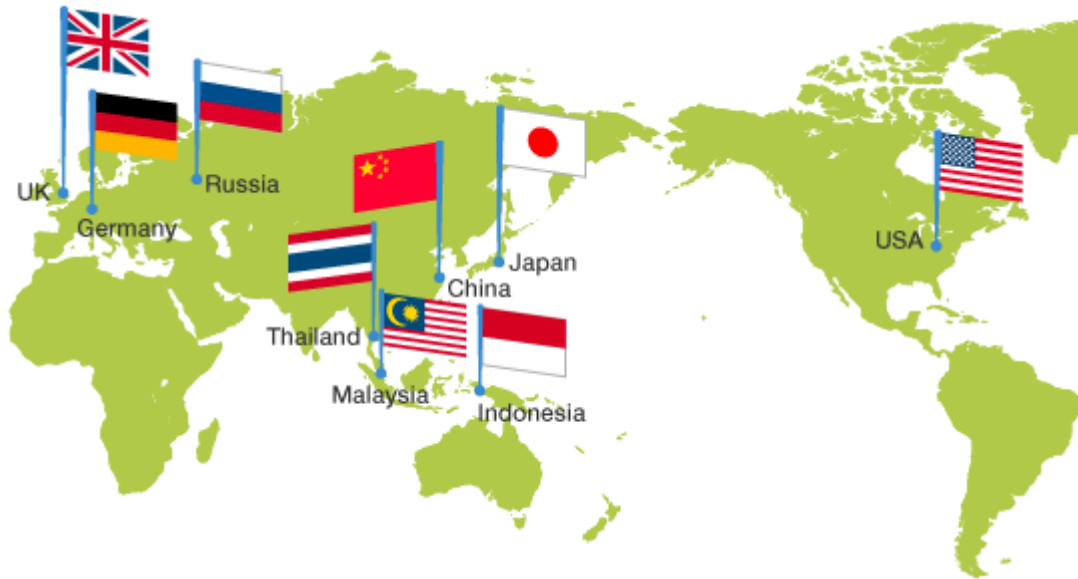 UK
Russia
Germany
USA
Japan
China
Thailand
Malaysia
Indonesia